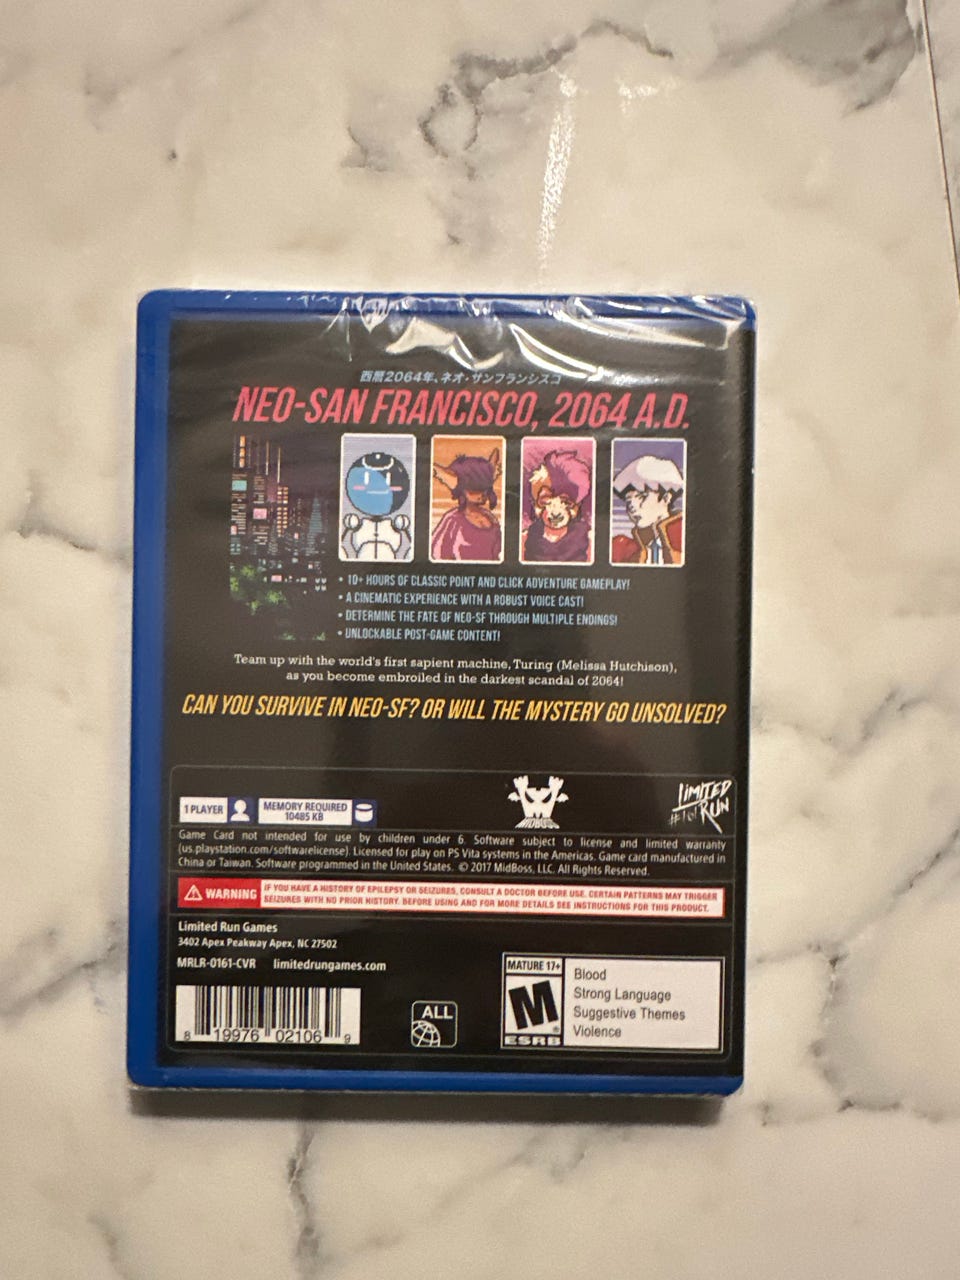 西暦2064年、ネオ・サンフランシスコ
NEO-SAN FRANCISCO, 2064 A.D.
• 10+ HOURS OF CLASSIC POINT AND CLICK ADVENTURE GAMEPLAY!
• A CINEMATIC EXPERIENCE WITH A ROBUST VOICE CAST!
• DETERMINE THE FATE OF NEO-SF THROUGH MULTIPLE ENDINGS!
• UNLOCKABLE POST-GAME CONTENT!
Team up with the world's first sapient machine, Turing (Melissa Hutchison),
as you become embroiled in the darkest scandal of 2064!
CAN YOU SURVIVE IN NEO-SF? OR WILL THE MYSTERY GO UNSOLVED?
1 PLAYER
MEMORY REQUIRED
10485 KB
MIDBOSS
LIMITED
RUN
Game Card not intended for use by children under 6. Software subject to license and limited warranty
(us.playstation.com/softwarelicense). Licensed for play on PS Vita systems in the Americas. Game card manufactured in
China or Taiwan. Software programmed in the United States. © 2017 MidBoss, LLC. All Rights Reserved.
WARNING
IF YOU HAVE A HISTORY OF EPILEPSY OR SEIZURES, CONSULT A DOCTOR BEFORE USE. CERTAIN PATTERNS MAY TRIGGER
SEIZURES WITH NO PRIOR HISTORY. BEFORE USING AND FOR MORE DETAILS SEE INSTRUCTIONS FOR THIS PRODUCT.
Limited Run Games
3402 Apex Peakway Apex, NC 27502
MRLR-0161-CVR limitedrungames.com
8 19976 02106 9
ALL
MATURE 17+
M
®
ESRB
Blood
Strong Language
Suggestive Themes
Violence